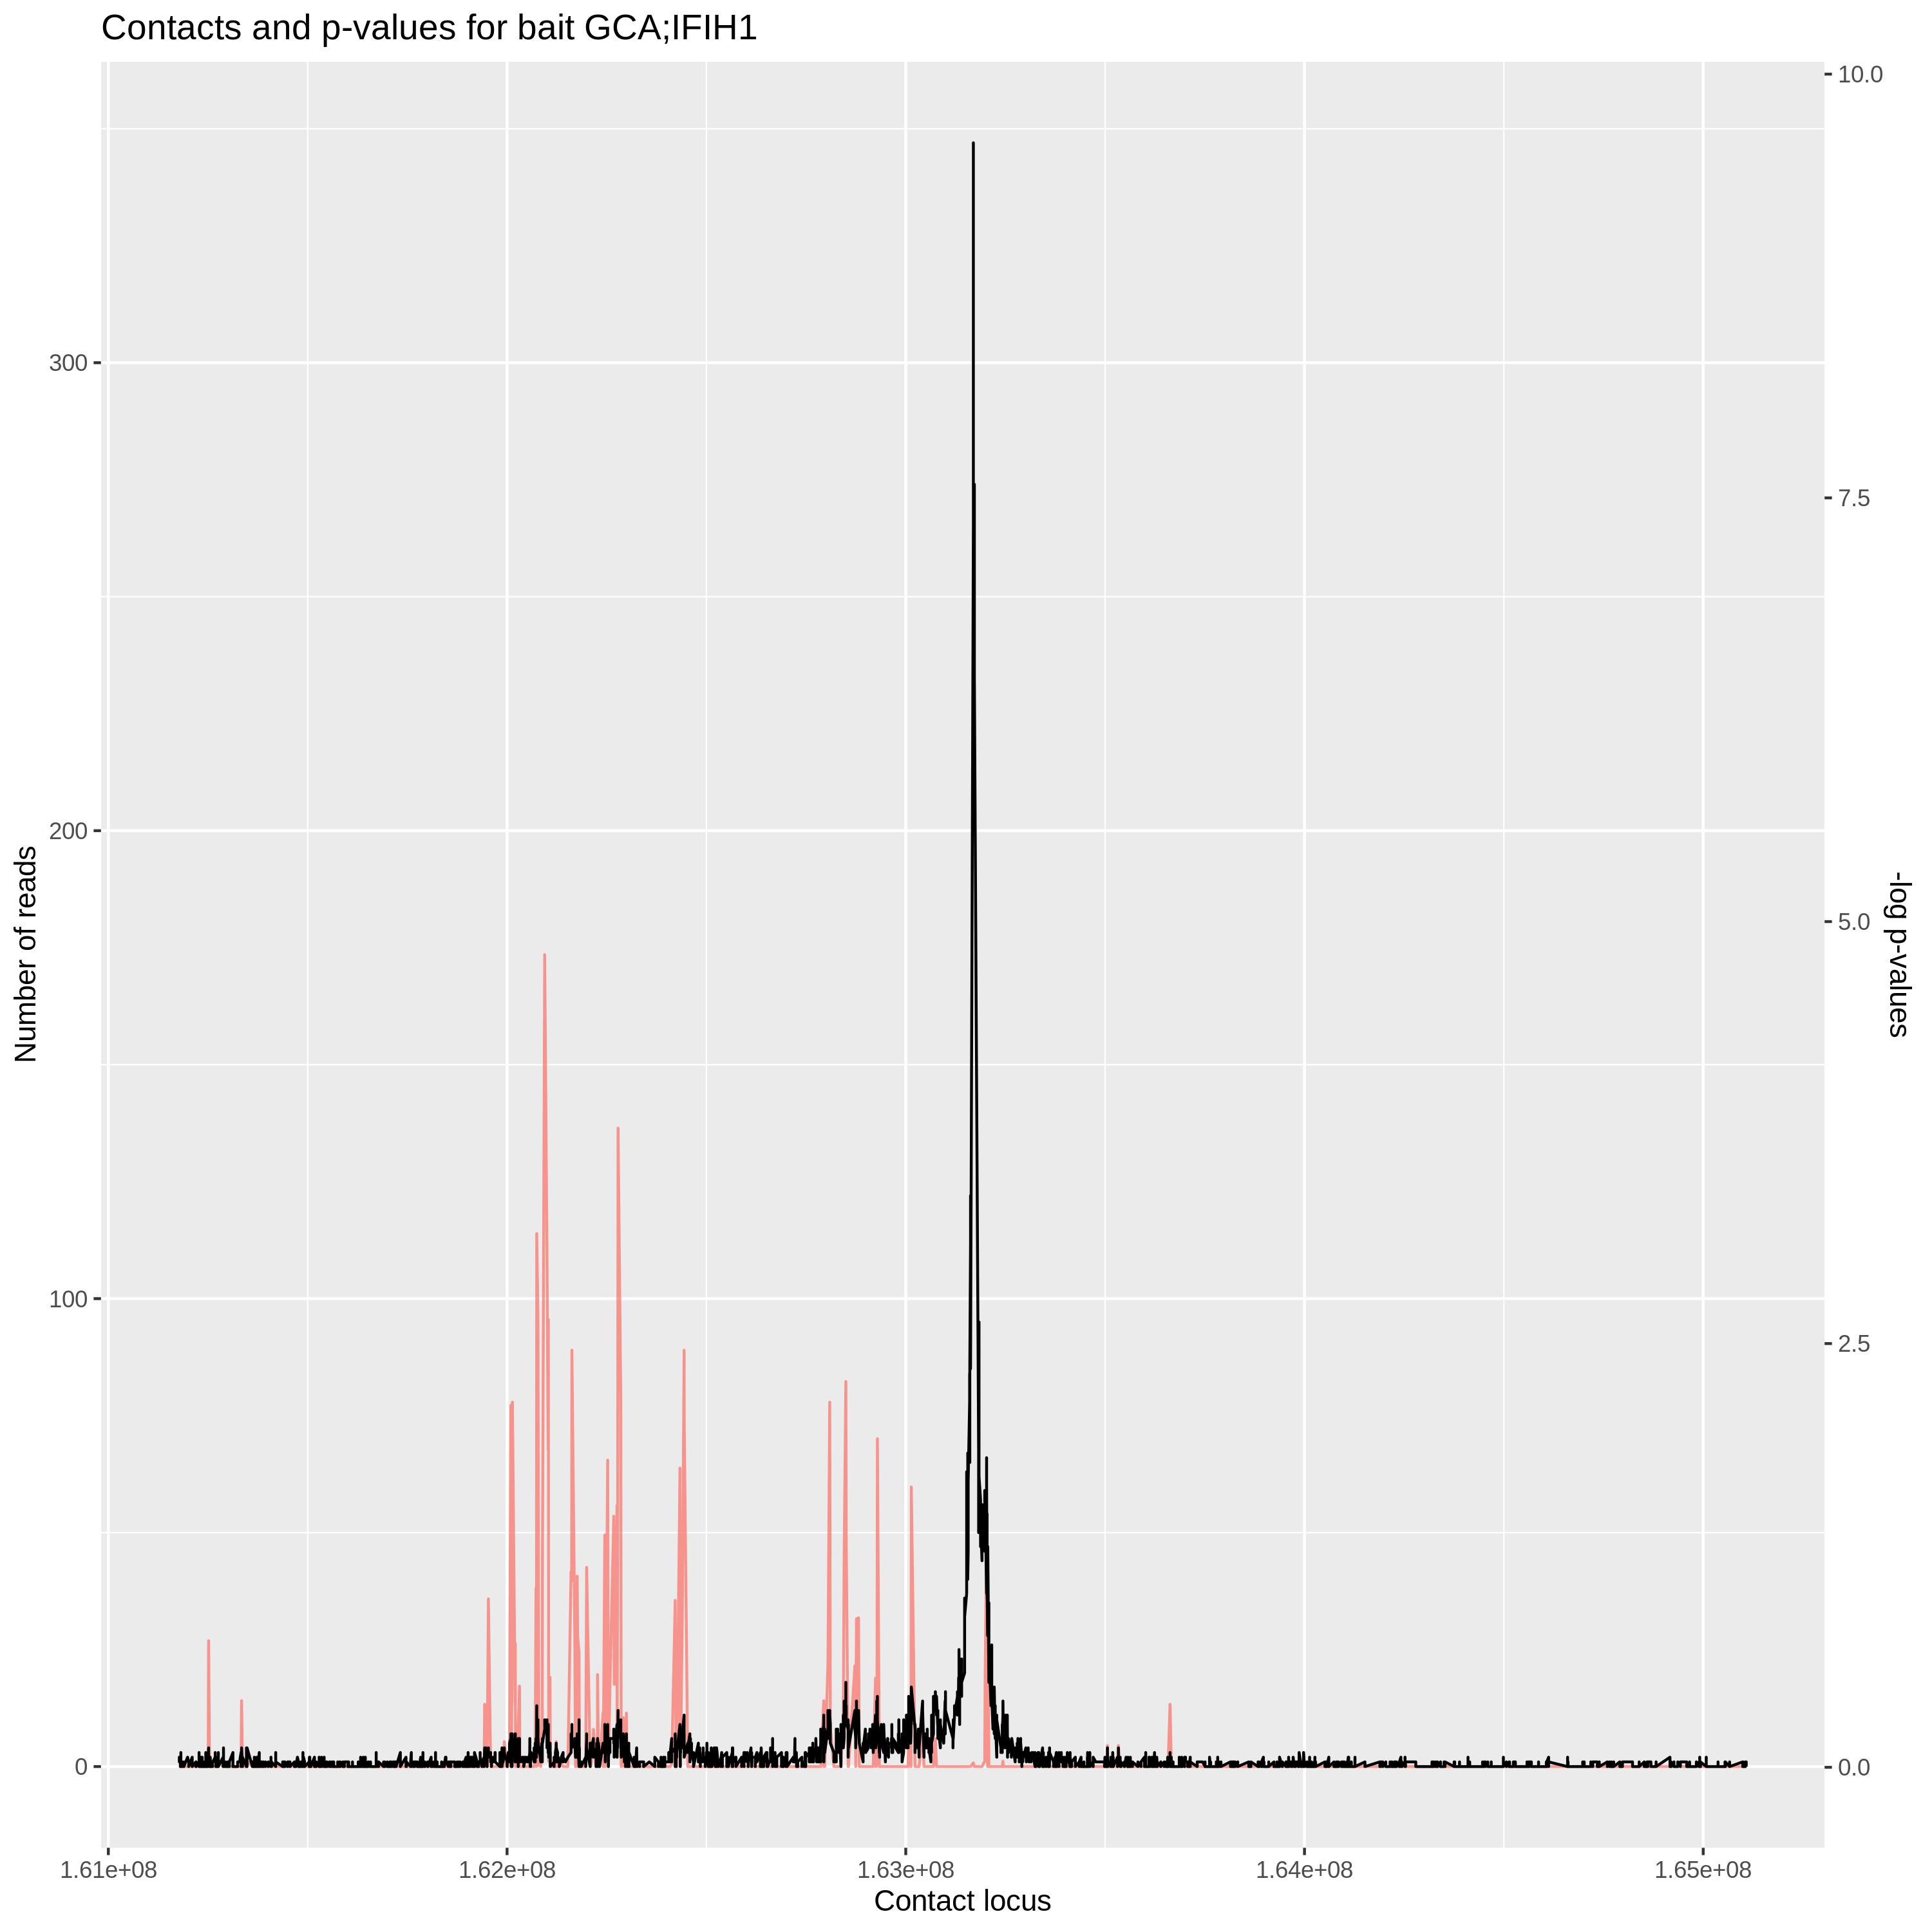 Contacts and p-values for bait GCA;IFIH1
Number of reads
300
200
100
0
10.0
7.5
5.0
2.5
0.0
-log p-values
1.61e+08
1.62e+08
1.63e+08
1.64e+08
1.65e+08
Contact locus